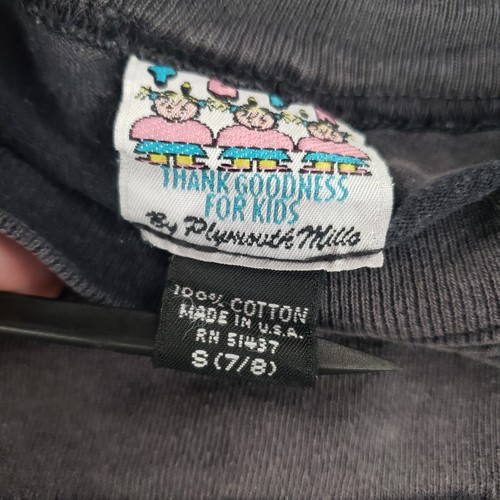 THANK GOODNESS
FOR KIDS
By Plymouth Mills
100% COTTON
MADE IN U.S.A.
RN 51437
S (7/8)